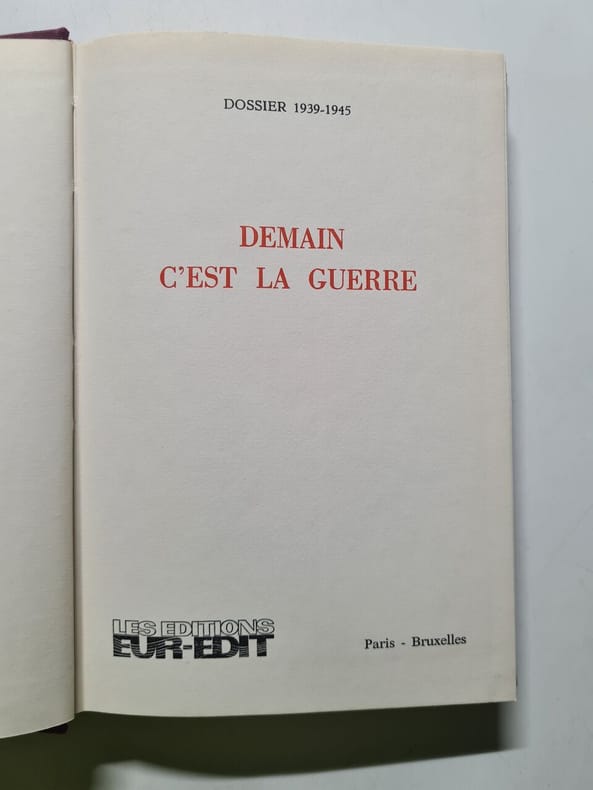 DOSSIER 1939-1945
DEMAIN
C'EST LA GUERRE
LES EDITIONS
EUR-EDIT
Paris - Bruxelles